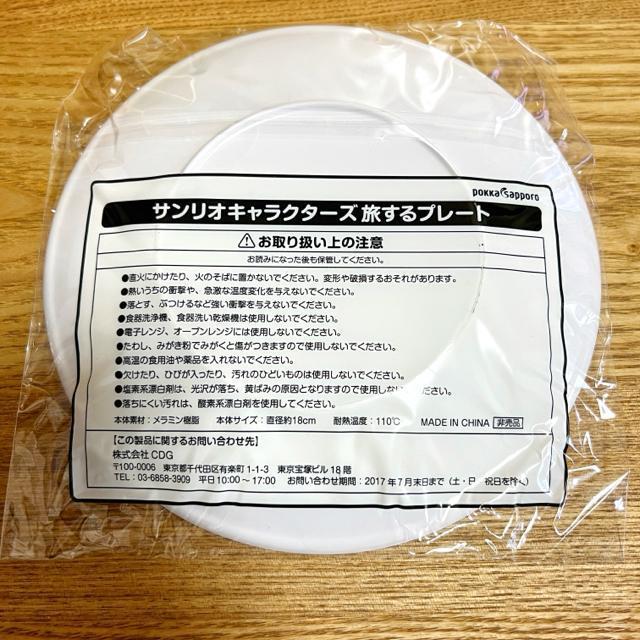 pokka sapporo
サンリオキャラクターズ 旅するプレート
お取り扱い上の注意
お読みになった後も保管してください。
●直火にかけたり、火のそばに置かないでください。変形や破損するおそれがあります。
●熱いうちの衝撃や、急激な温度変化を与えないでください。
●落とす、ぶつけるなど強い衝撃を与えないでください。
●食器洗浄機、食器洗い乾燥機は使用しないでください。
●電子レンジ、オーブンレンジには使用しないでください。
●たわし、みがき粉でみがくと傷がつきますので使用しないでください。
●高温の食用油や薬品を入れないでください。
●欠けたり、ひびが入ったり、汚れのひどいものは使用しないでください。
●塩素系漂白剤は、光沢が落ち、黄ばみの原因となりますので使用しないでください。
●落ちにくい汚れは、酸素系漂白剤を使用してください。
本体素材:メラミン樹脂 本体サイズ:直径約18cm 耐熱温度:110℃ MADE IN CHINA 非売品
【この製品に関するお問い合わせ先】
株式会社 CDG
〒100-0006 東京都千代田区有楽町 1-1-3 東京宝塚ビル 18 階
TEL:03-6858-3909 平日 10:00～17:00 お問い合わせ期間:2017 年 7 月末日まで(土・日 祝日を除く)